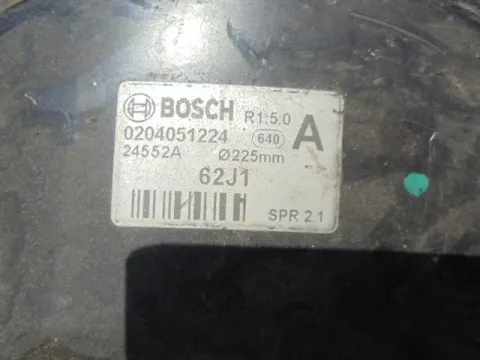 BOSCH R1:5.0
0204051224 640 A
24552A Ø225mm
62J1
SPR 2.1